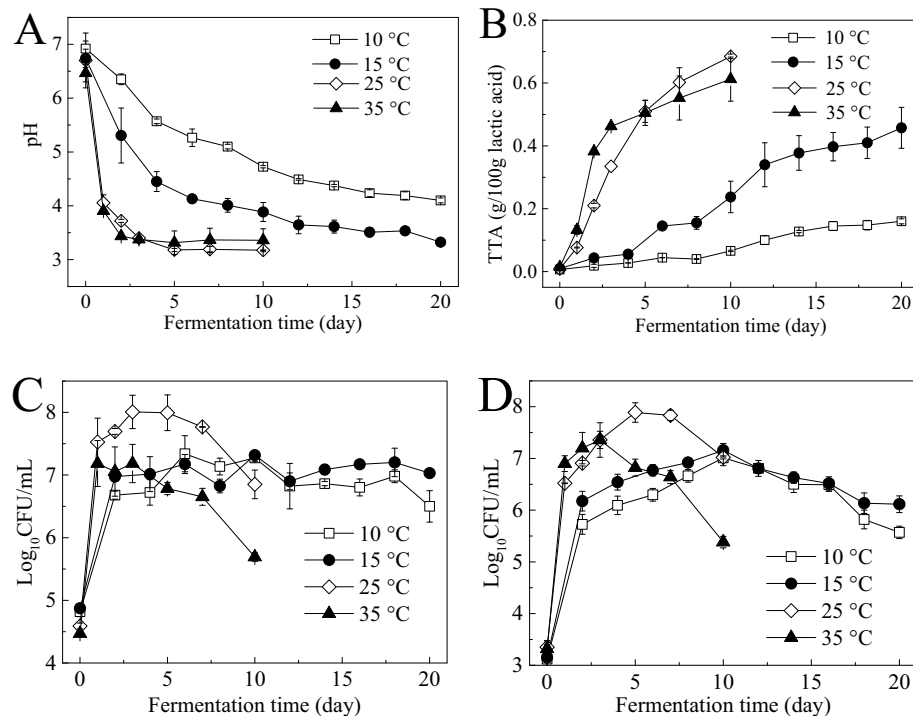 A
10 °C
15 °C
25 °C
35 °C
7
6
5
4
3
pH
0 5 10 15 20
Fermentation time (day)
B
10 °C
15 °C
25 °C
35 °C
0.8
0.6
0.4
0.2
0.0
TTA (g/100g lactic acid)
0 5 10 15 20
Fermentation time (day)
C
10 °C
15 °C
25 °C
35 °C
8
7
6
5
4
Log₁₀CFU/mL
0 5 10 15 20
Fermentation time (day)
D
10 °C
15 °C
25 °C
35 °C
8
7
6
5
4
3
Log₁₀CFU/mL
0 5 10 15 20
Fermentation time (day)